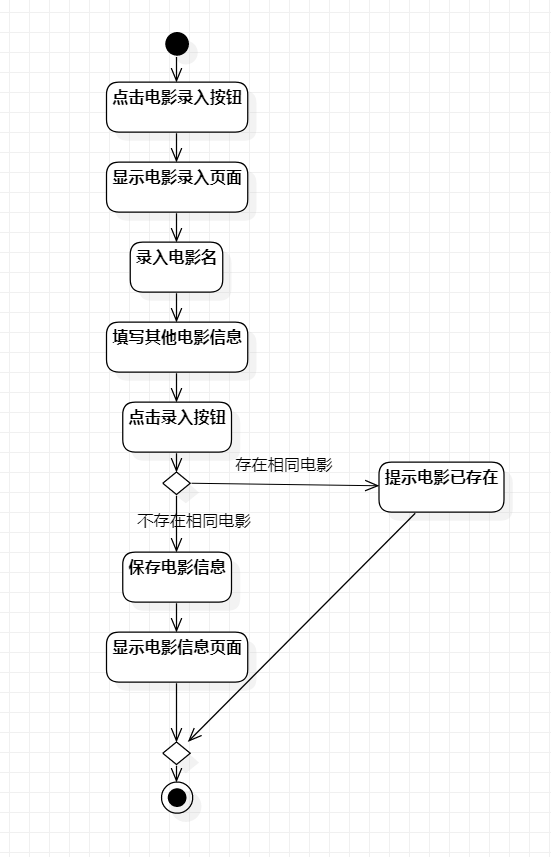 点击电影录入按钮
显示电影录入页面
录入电影名
填写其他电影信息
点击录入按钮
存在相同电影
提示电影已存在
不存在相同电影
保存电影信息
显示电影信息页面